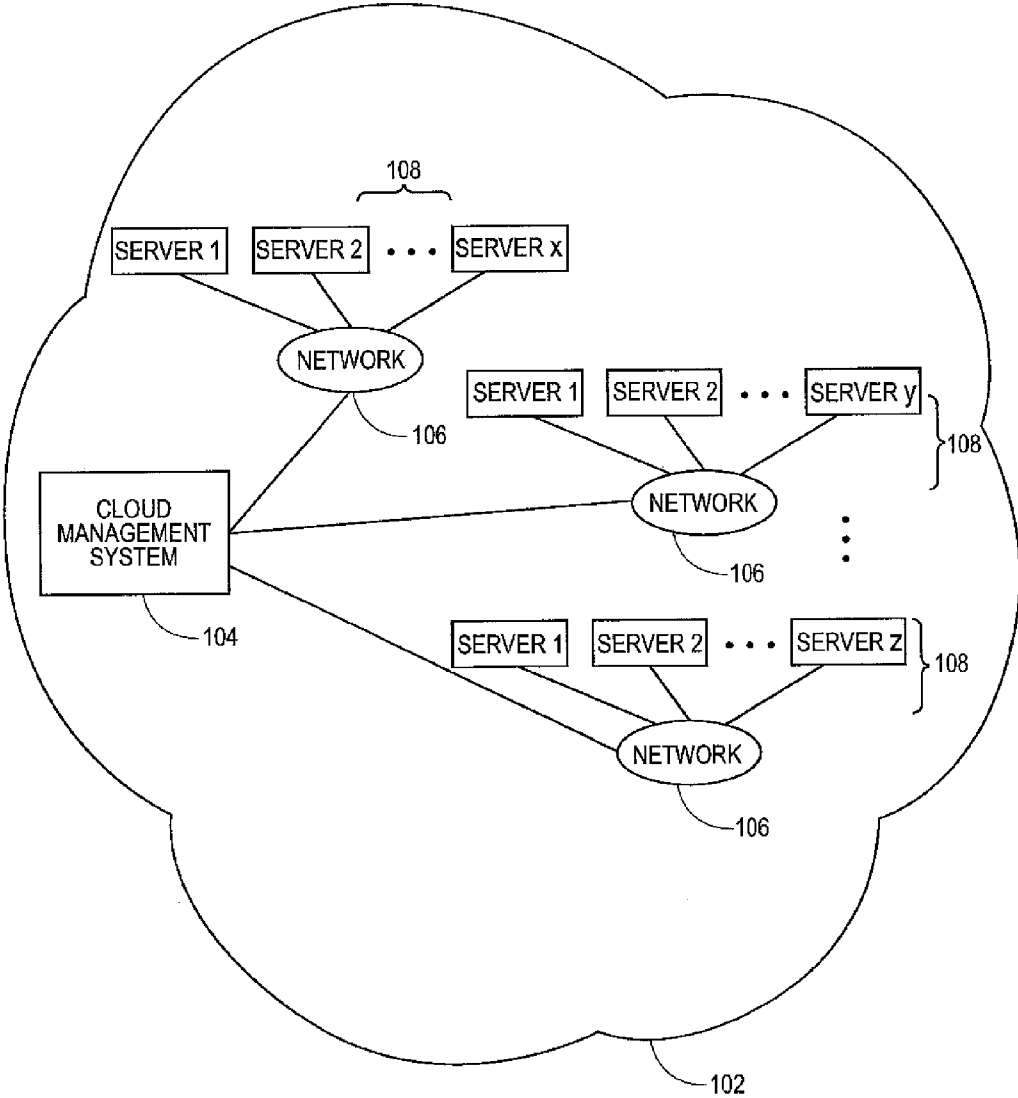 108
SERVER 1 SERVER 2 • • • SERVER x
NETWORK
106
SERVER 1 SERVER 2 • • • SERVER y
108
NETWORK
106
CLOUD
MANAGEMENT
SYSTEM
104
SERVER 1 SERVER 2 • • • SERVER z
108
NETWORK
106
102